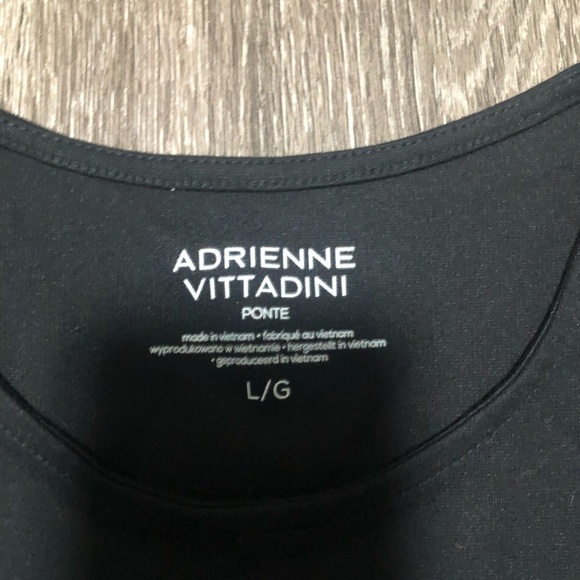 ADRIENNE
VITTADINI
PONTE
made in vietnam • fabriqué au vietnam
wyprodukowano w wietnamie • hergestellt in vietnam
• geproduceerd in vietnam
L/G